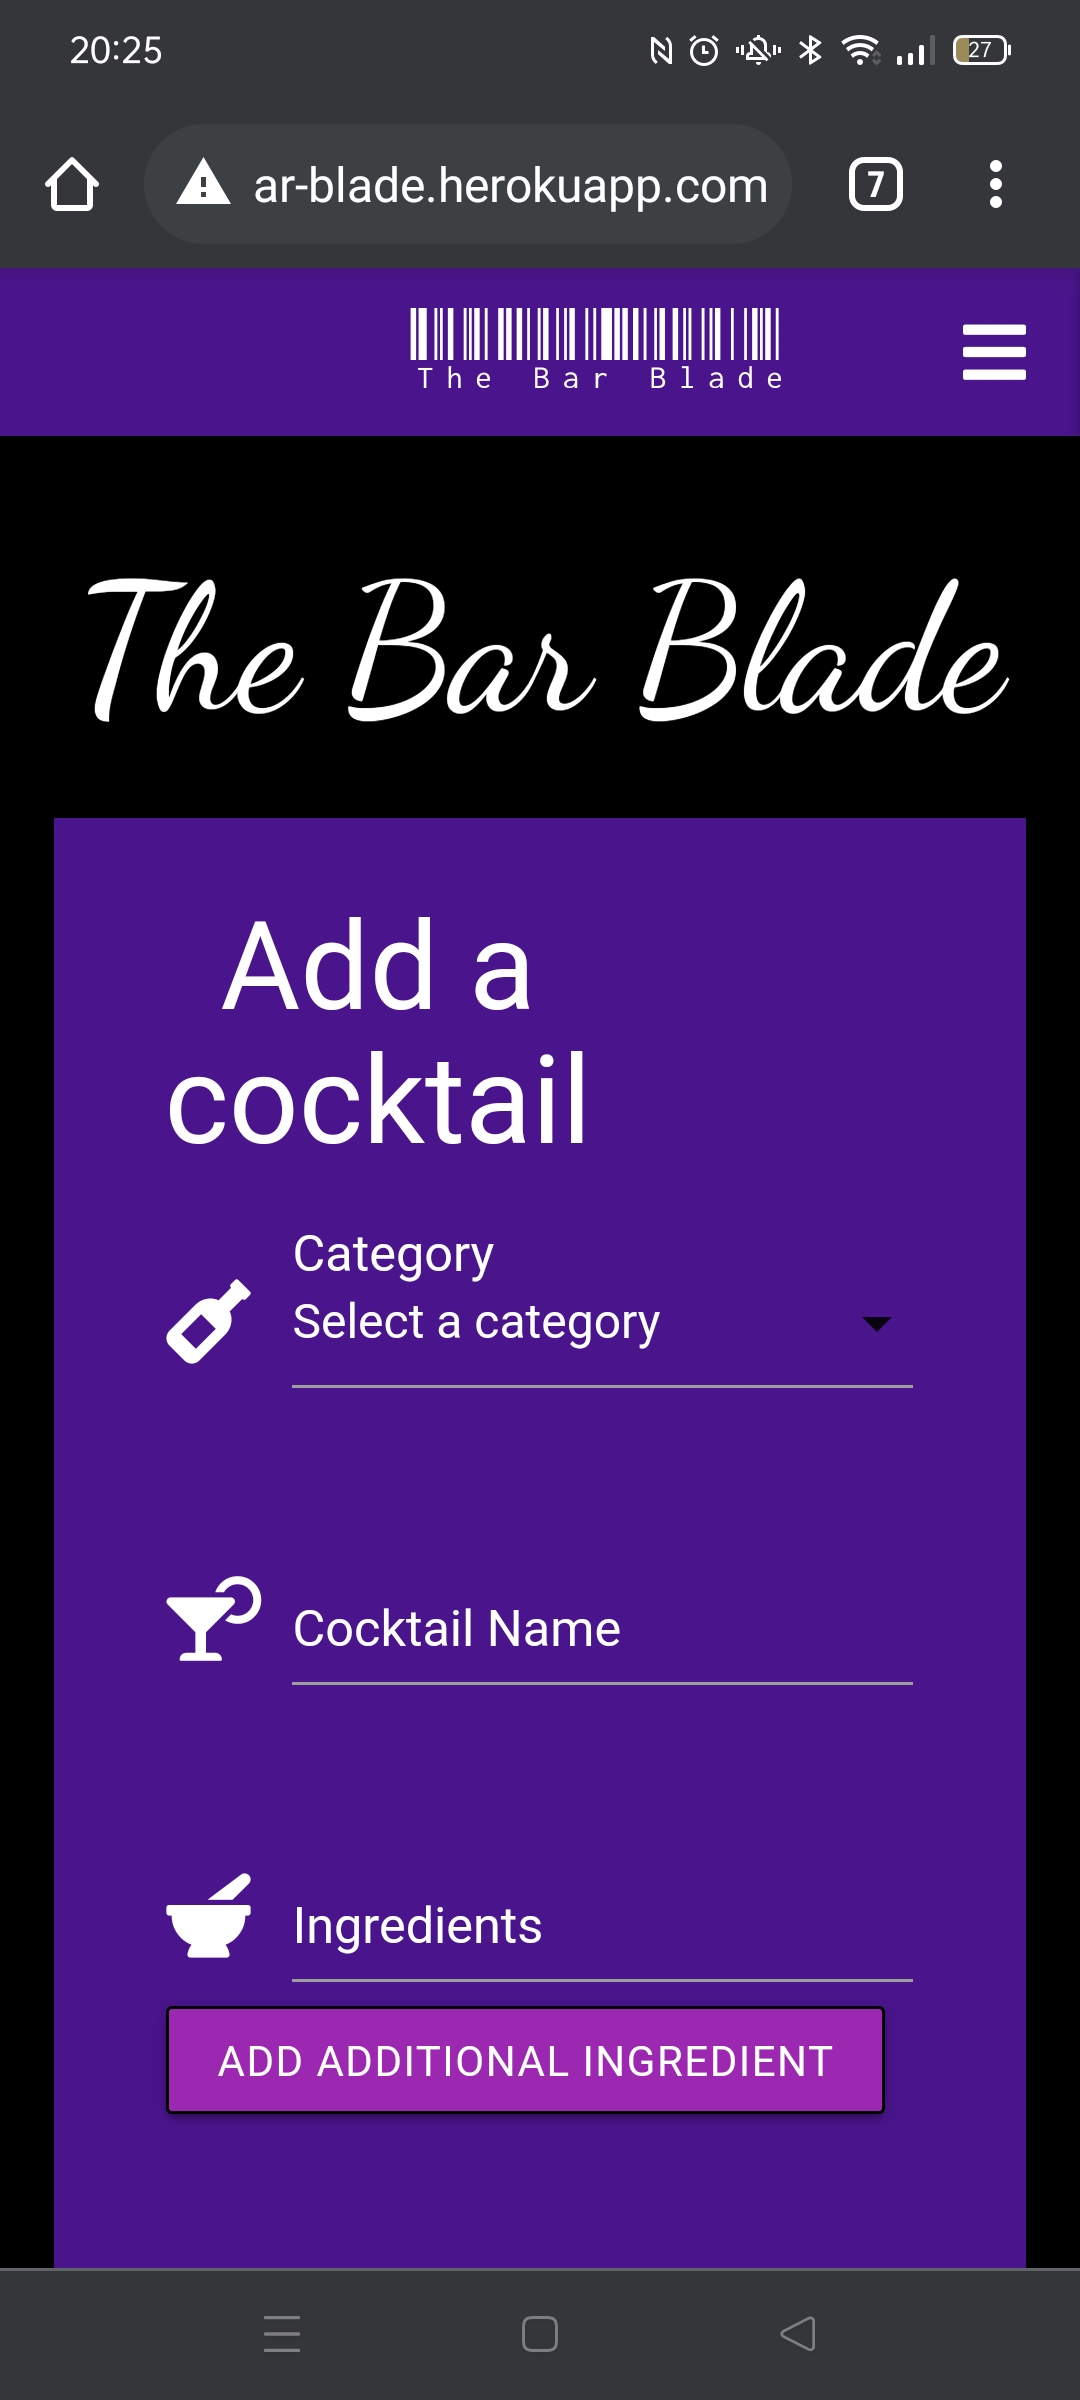 20:25
27
ar-blade.herokuapp.com
7
The Bar Blade
The Bar Blade
Add a
cocktail
Category
Select a category
Cocktail Name
Ingredients
ADD ADDITIONAL INGREDIENT